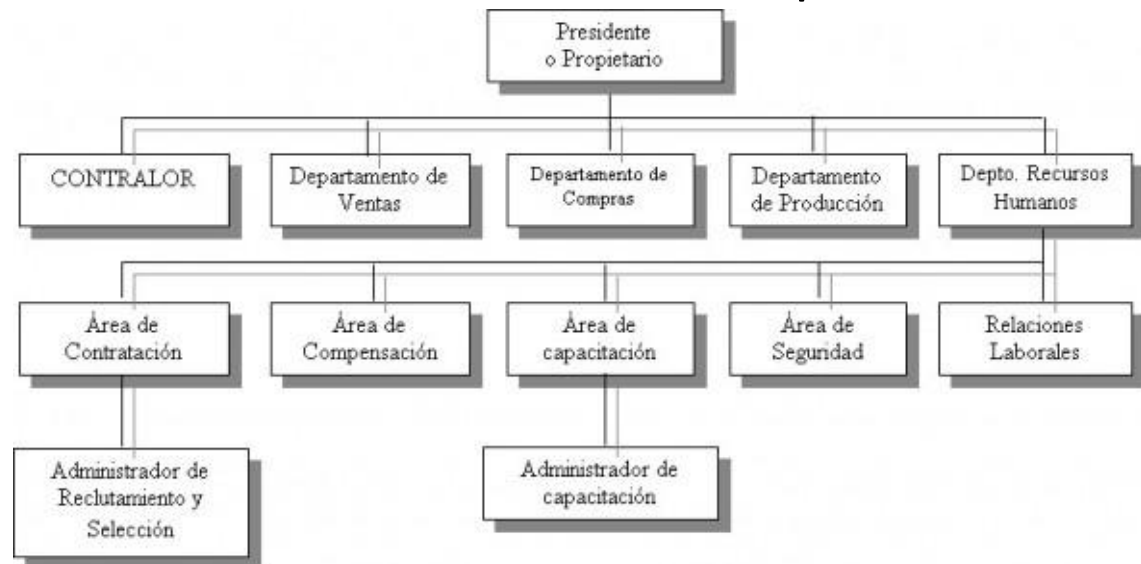 Presidente
o Propietario
CONTRALOR
Departamento de
Ventas
Departamento de
Compras
Departamento
de Producción
Depto. Recursos
Humanos
Área de
Contratación
Área de
Compensación
Área de
capacitación
Área de
Seguridad
Relaciones
Laborales
Administrador de
Reclutamiento y
Selección
Administrador de
capacitación